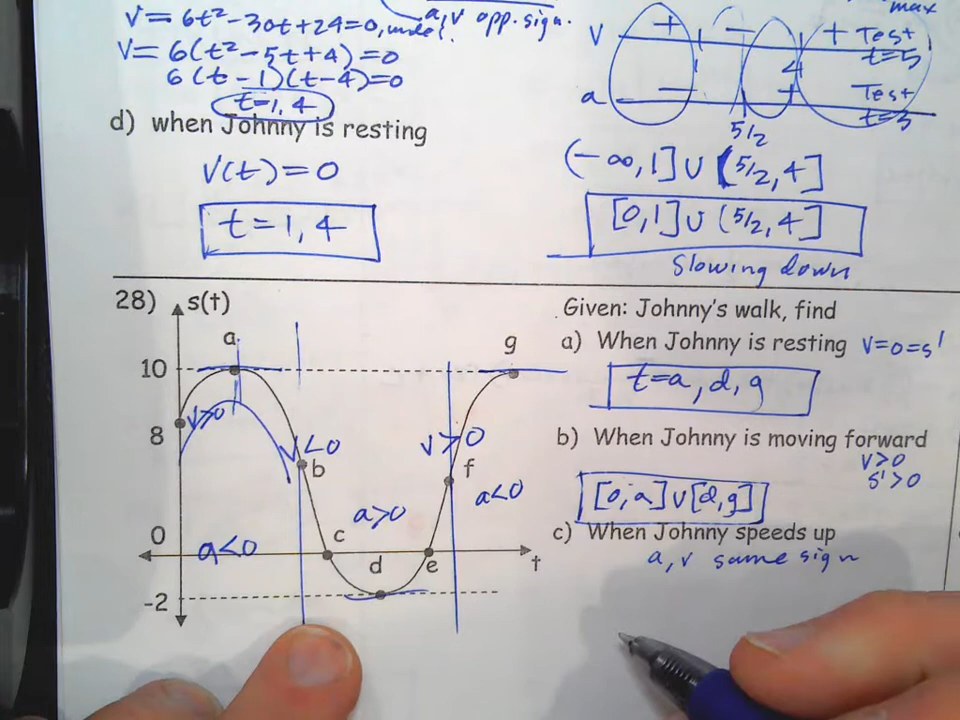 V = 6t² - 30t + 24 = 0, undef. a, v opp. sign.
V = 6(t² - 5t + 4) = 0
6(t - 1)(t - 4) = 0
t = 1, 4
max
V + - + Test
1 4 t = 5
a - + Test
5/2 t = 3
d) when Johnny is resting
V(t) = 0
t = 1, 4
(-∞, 1] ∪ (5/2, 4]
[0, 1] ∪ (5/2, 4]
Slowing down
28) s(t)
a
g
10
8
0
-2
V>0
V<0
b
V>0
f
a<0
a>0
a<0
c
d
e
t
Given: Johnny's walk, find
a) When Johnny is resting V=0=s'
t = a, d, g
b) When Johnny is moving forward
V>0
s'>0
[0, a] ∪ [d, g]
c) When Johnny speeds up
a, v same sign